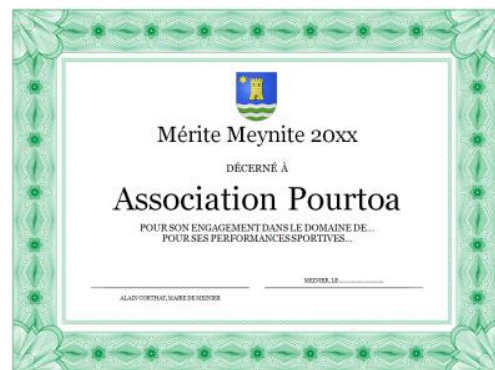 Mérite Meynite 20xx
DÉCERNÉ À
Association Pourtoa
POUR SON ENGAGEMENT DANS LE DOMAINE DE...
POUR SES PERFORMANCES SPORTIVES...
MEINIER, LE .....................
ALAIN CORTHAY, MAIRE DE MEINIER